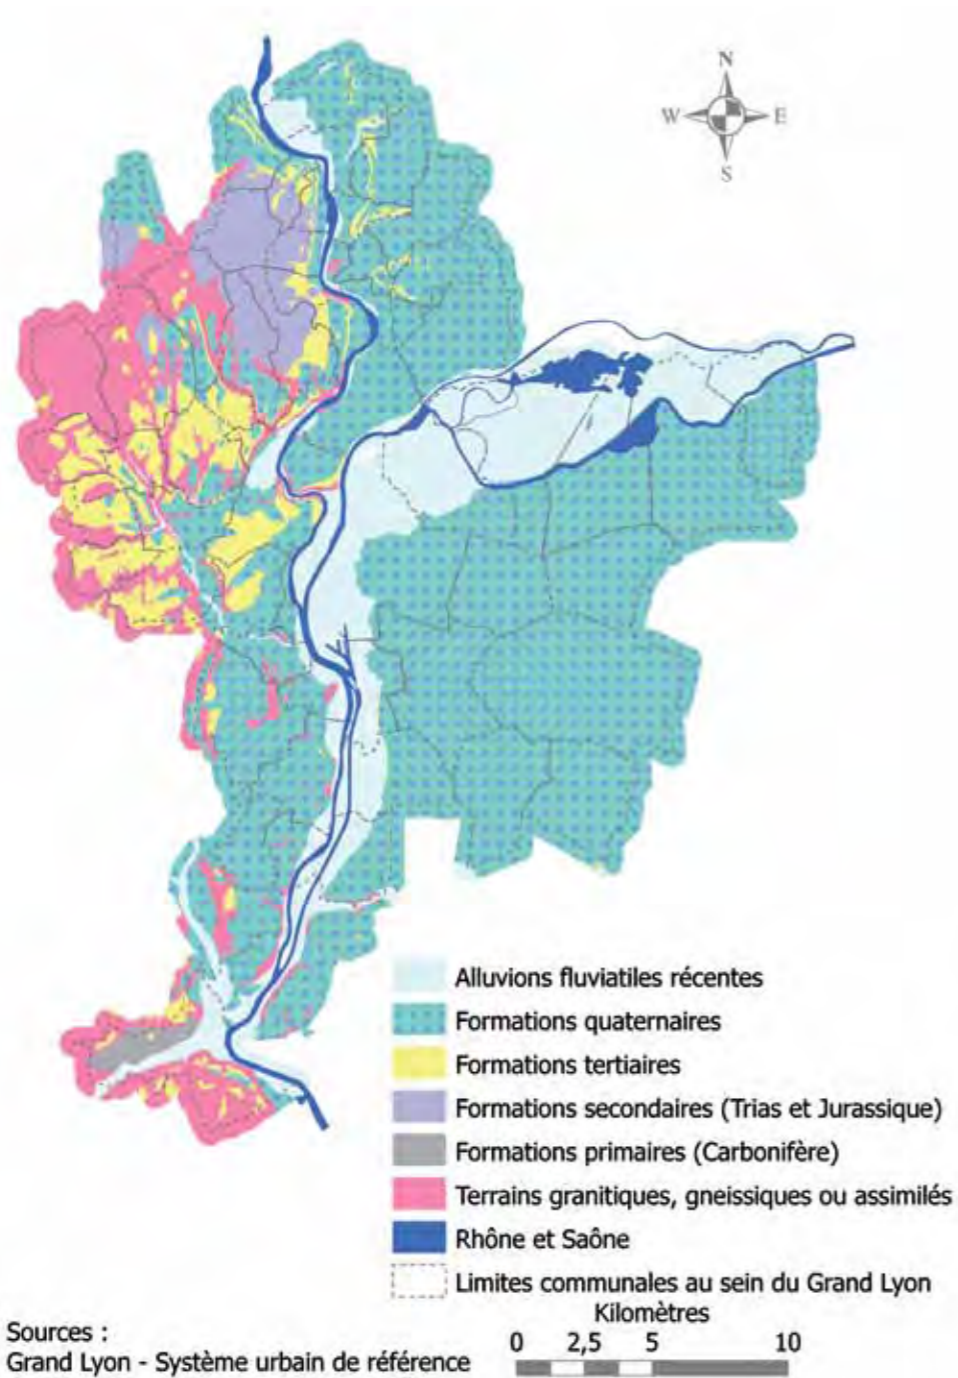 N
W E
S
Alluvions fluviatiles récentes
Formations quaternaires
Formations tertiaires
Formations secondaires (Trias et Jurassique)
Formations primaires (Carbonifère)
Terrains granitiques, gneissiques ou assimilés
Rhône et Saône
Limites communales au sein du Grand Lyon
Kilomètres
0 2,5 5 10
Sources :
Grand Lyon - Système urbain de référence